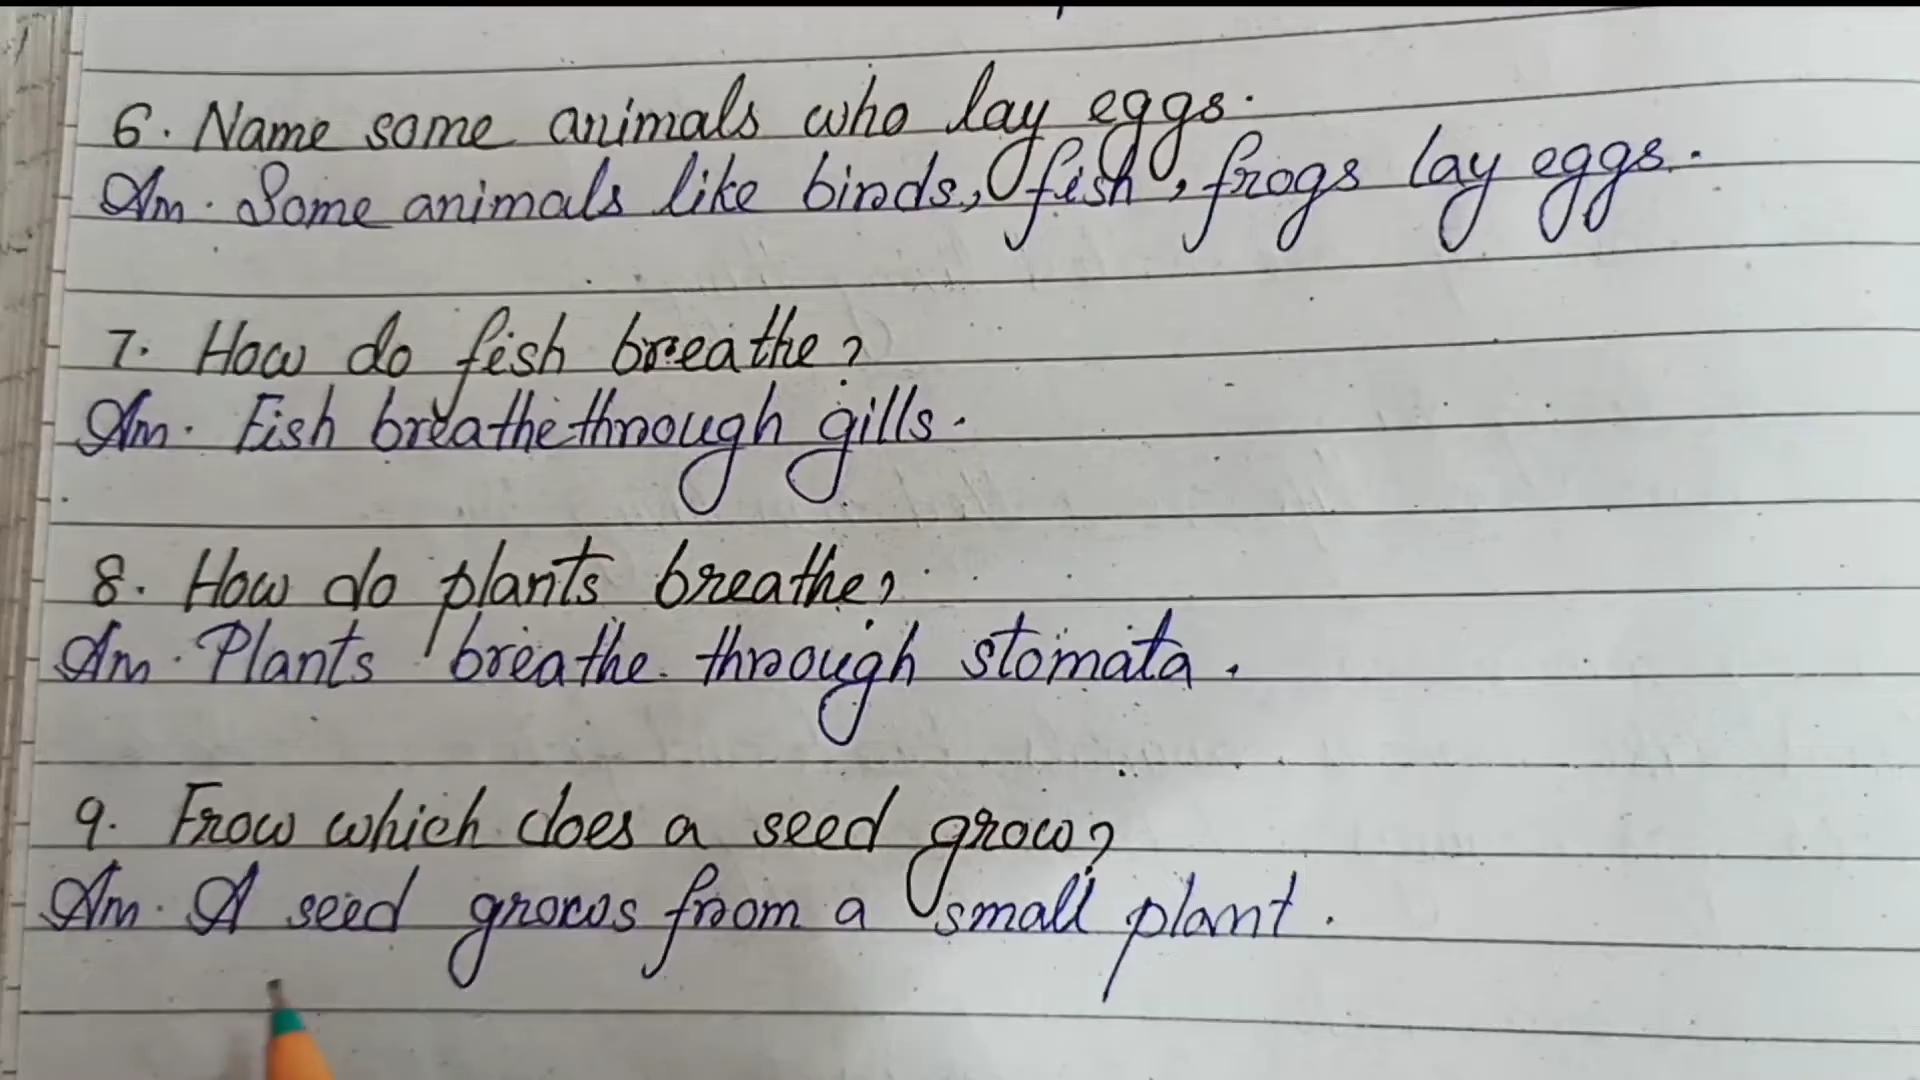 6. Name some animals who lay eggs.
Ans. Some animals like birds, fish, frogs lay eggs.
7. How do fish breathe?
Ans. Fish breathe through gills.
8. How do plants breathe?
Ans. Plants breathe through stomata.
9. Frow which does a seed grow?
Ans. A seed grows from a small plant.